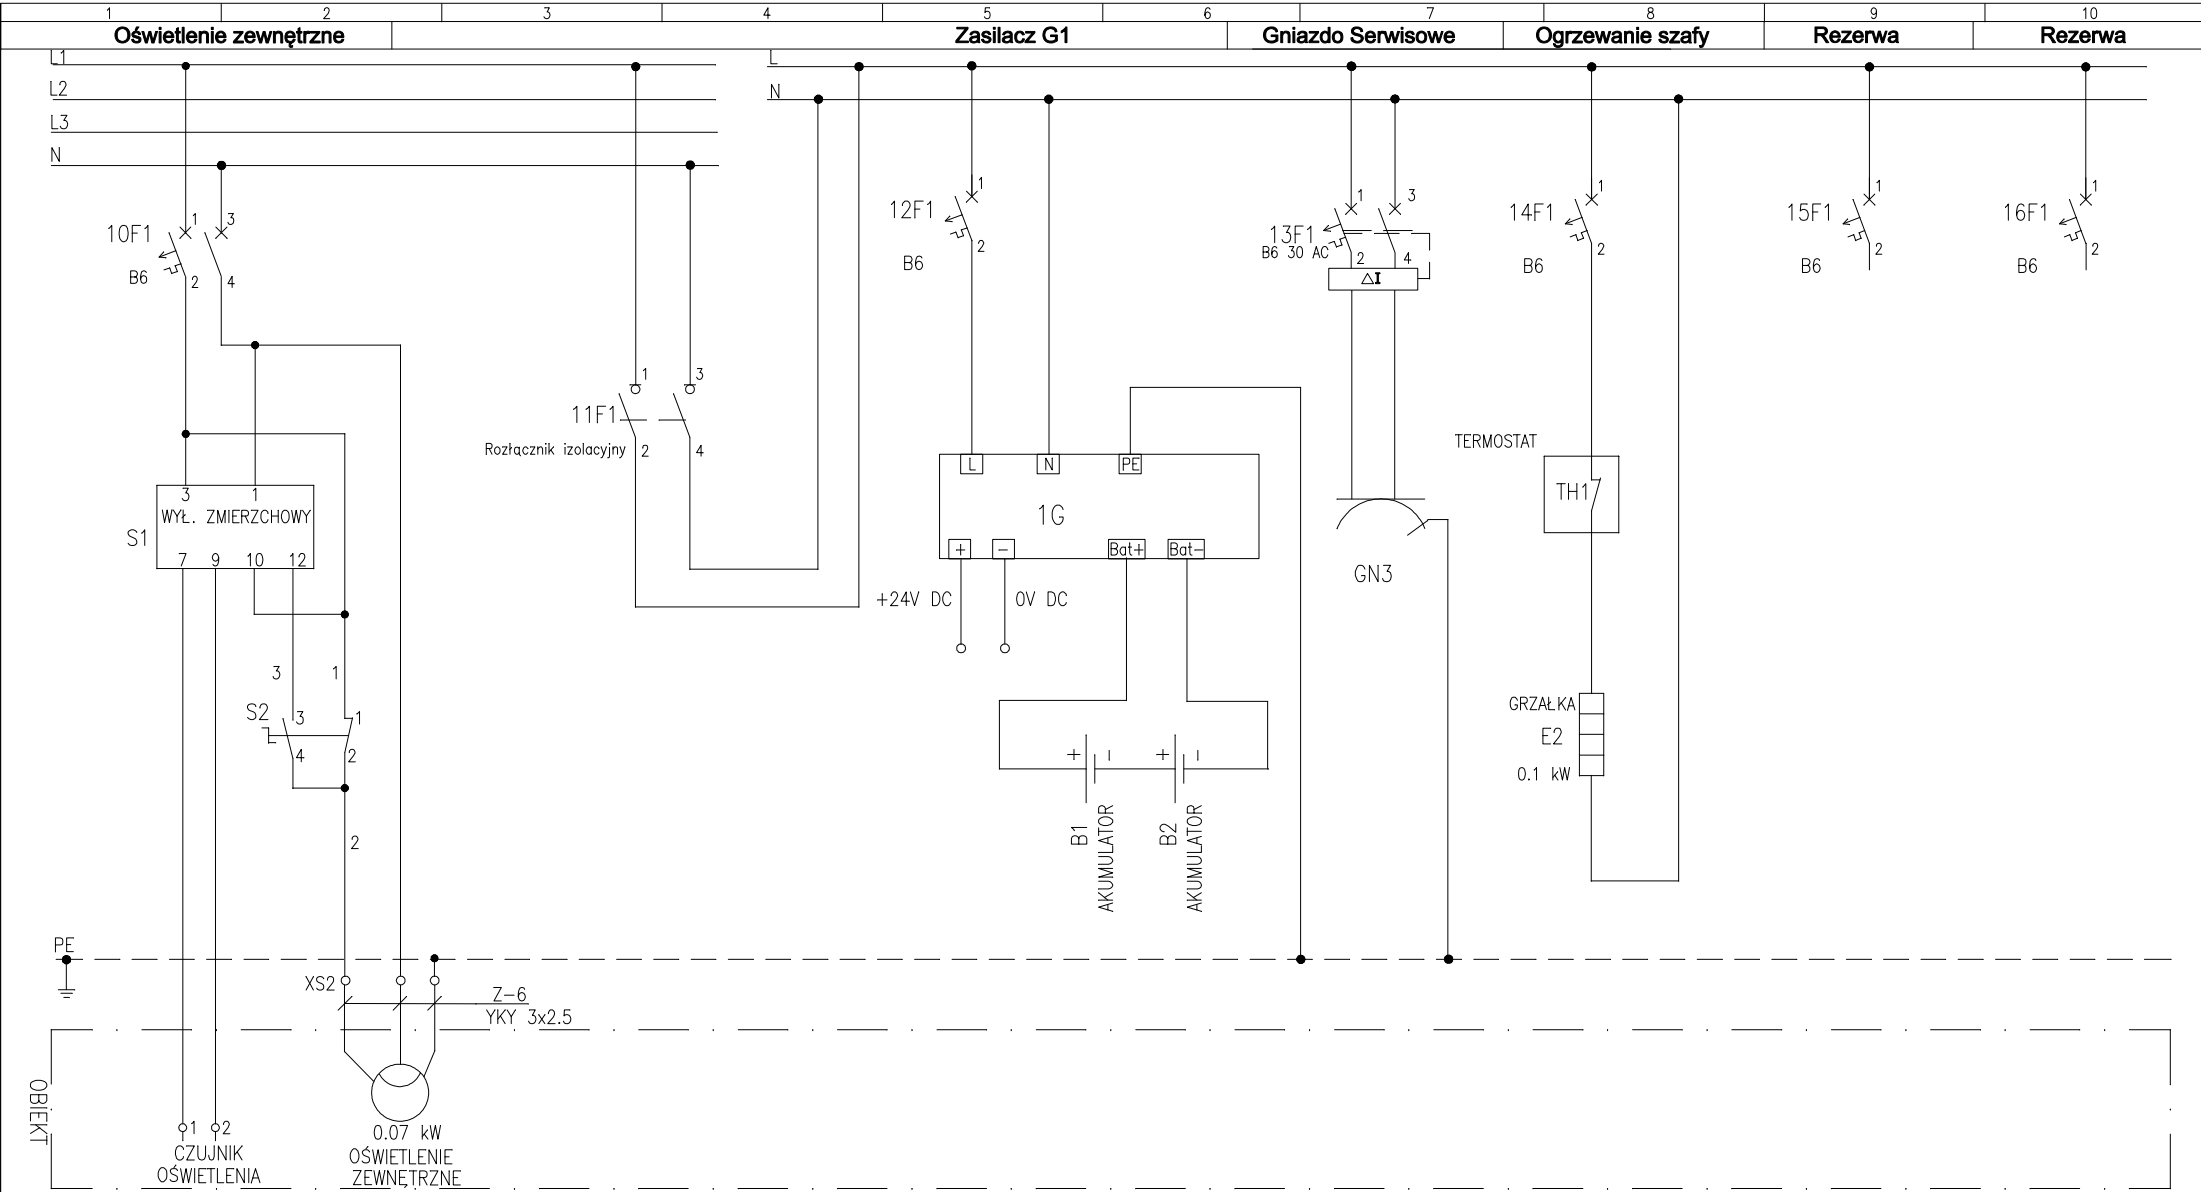 1 2 3 4 5 6 7 8 9 10
Oświetlenie zewnętrzne Zasilacz G1 Gniazdo Serwisowe Ogrzewanie szafy Rezerwa Rezerwa
L1 L
L2 N
L3
N
10F1 1 3
B6 2 4
11F1 1 3
Rozłącznik izolacyjny 2 4
12F1 1
B6 2
13F1 1 3
B6 30 AC 2 4
ΔI
14F1 1
B6 2
15F1 1
B6 2
16F1 1
B6 2
3 1
WYŁ. ZMIERZCHOWY
S1
7 9 10 12
3 1
S2 3 1
4 2
2
L N PE
1G
+ - Bat+ Bat-
+24V DC 0V DC
+ - + -
B1
AKUMULATOR
B2
AKUMULATOR
GN3
TERMOSTAT
TH1
GRZAŁKA
E2
0.1 kW
PE
XS2
Z-6
YKY 3x2.5
OBIEKT
1 2
CZUJNIK
OŚWIETLENIA
0.07 kW
OŚWIETLENIE
ZEWNĘTRZNE